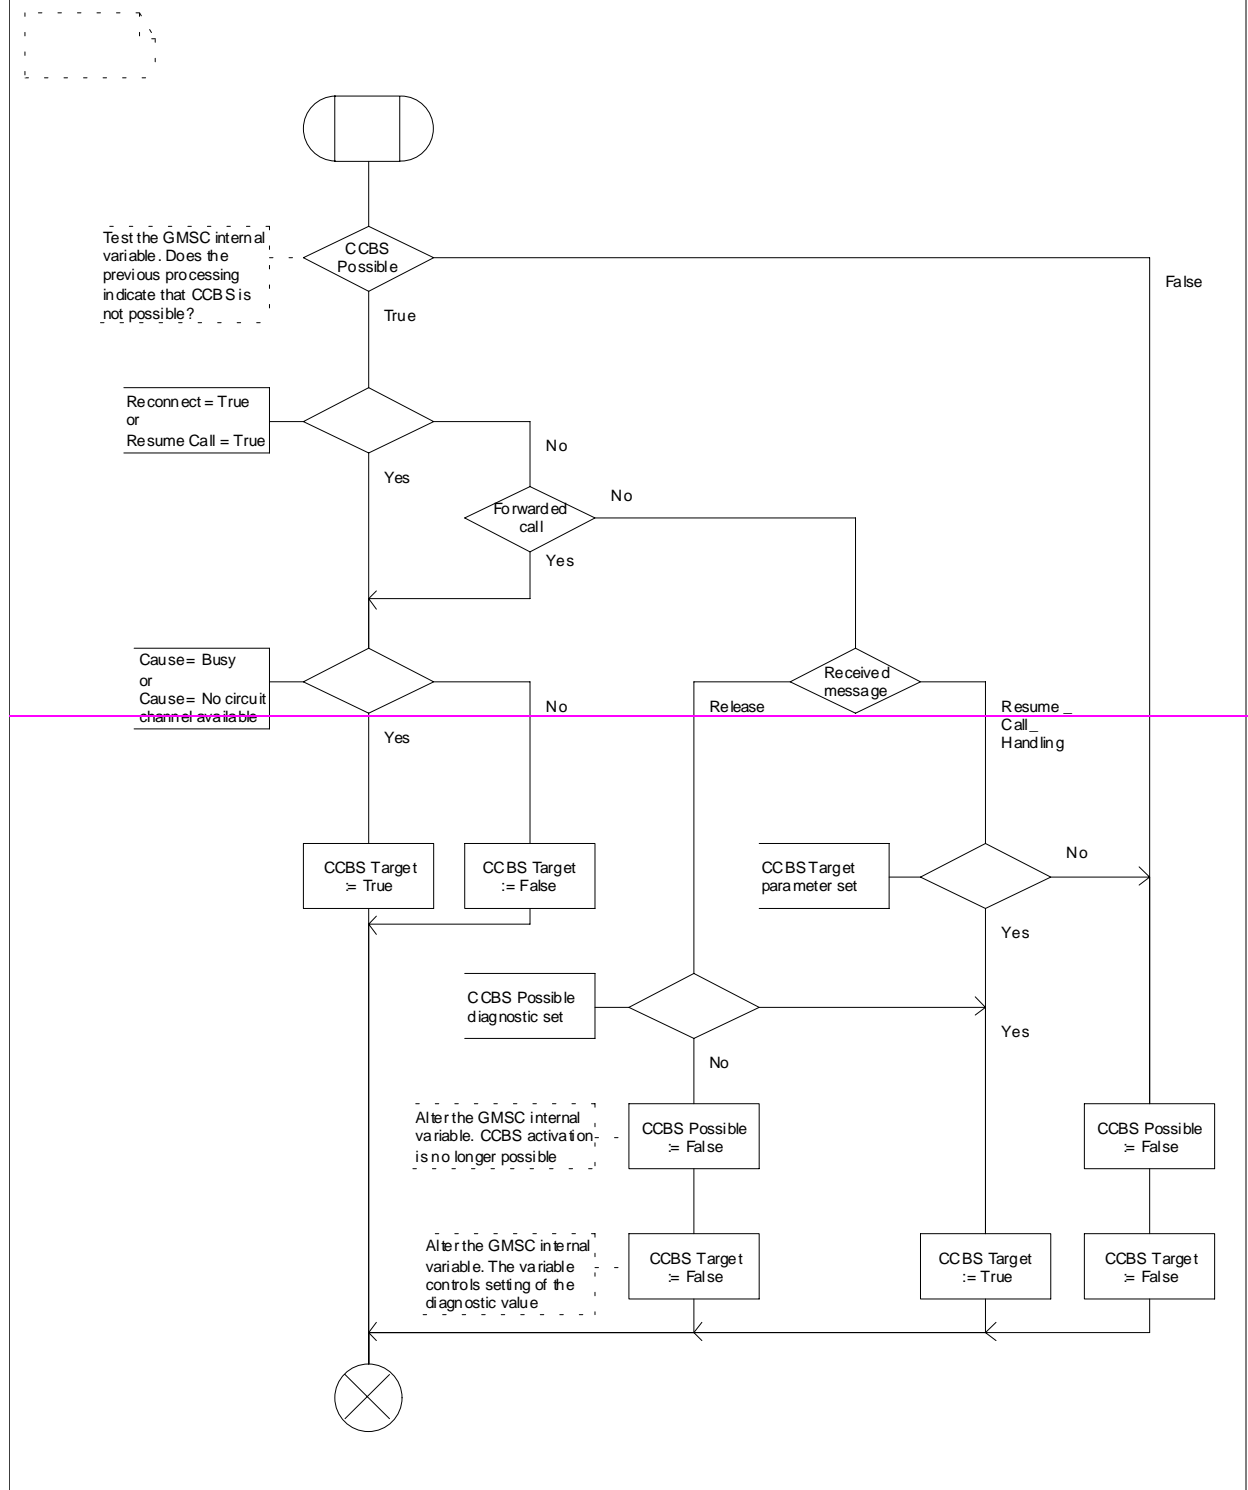 Test the GMSC internal
variable. Does the
previous processing
indicate that CCBS is
not possible?
CCBS
Possible
False
True
Reconnect = True
or
Resume Call = True
No
Yes
Forwarded
call
No
Yes
Cause= Busy
or
Cause= No circuit
channel available
No
Yes
Received
message
Release
Resume_
Call_
Handling
CCBS Target
:= True
CCBS Target
:= False
CCBS Target
parameter set
No
Yes
CCBS Possible
diagnostic set
Yes
No
Alter the GMSC internal
variable. CCBS activation
is no longer possible
CCBS Possible
:= False
CCBS Possible
:= False
Alter the GMSC internal
variable. The variable
controls setting of the
diagnostic value
CCBS Target
:= False
CCBS Target
:= True
CCBS Target
:= False